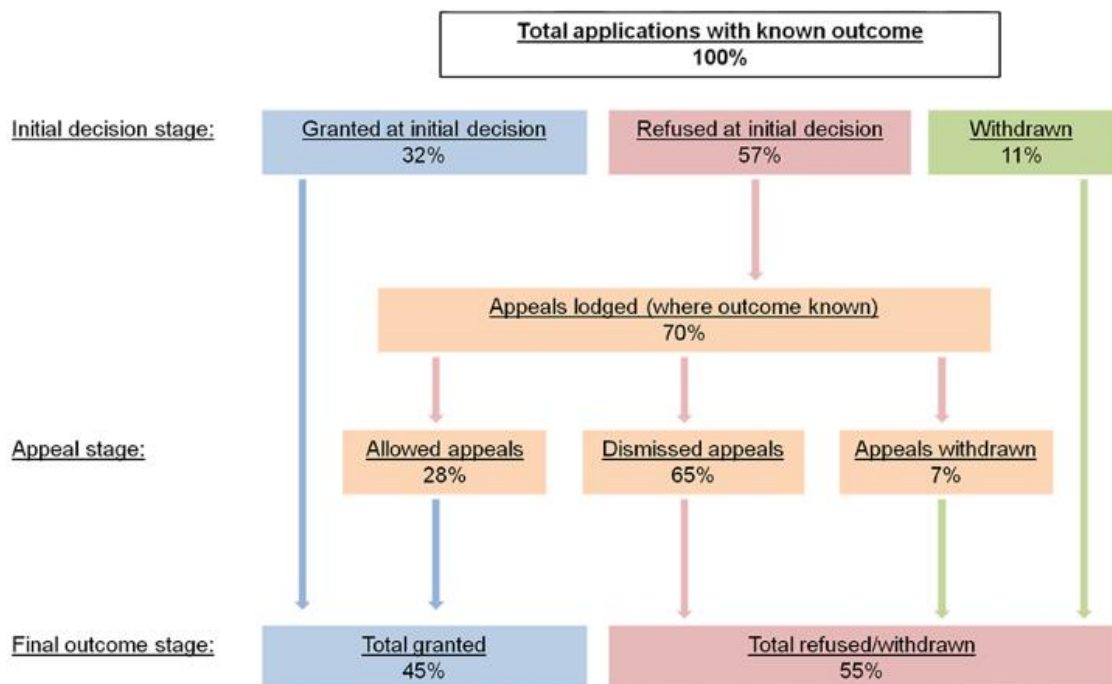 Total applications with known outcome
100%
Initial decision stage:
Granted at initial decision
32%
Refused at initial decision
57%
Withdrawn
11%
Appeals lodged (where outcome known)
70%
Appeal stage:
Allowed appeals
28%
Dismissed appeals
65%
Appeals withdrawn
7%
Final outcome stage:
Total granted
45%
Total refused/withdrawn
55%